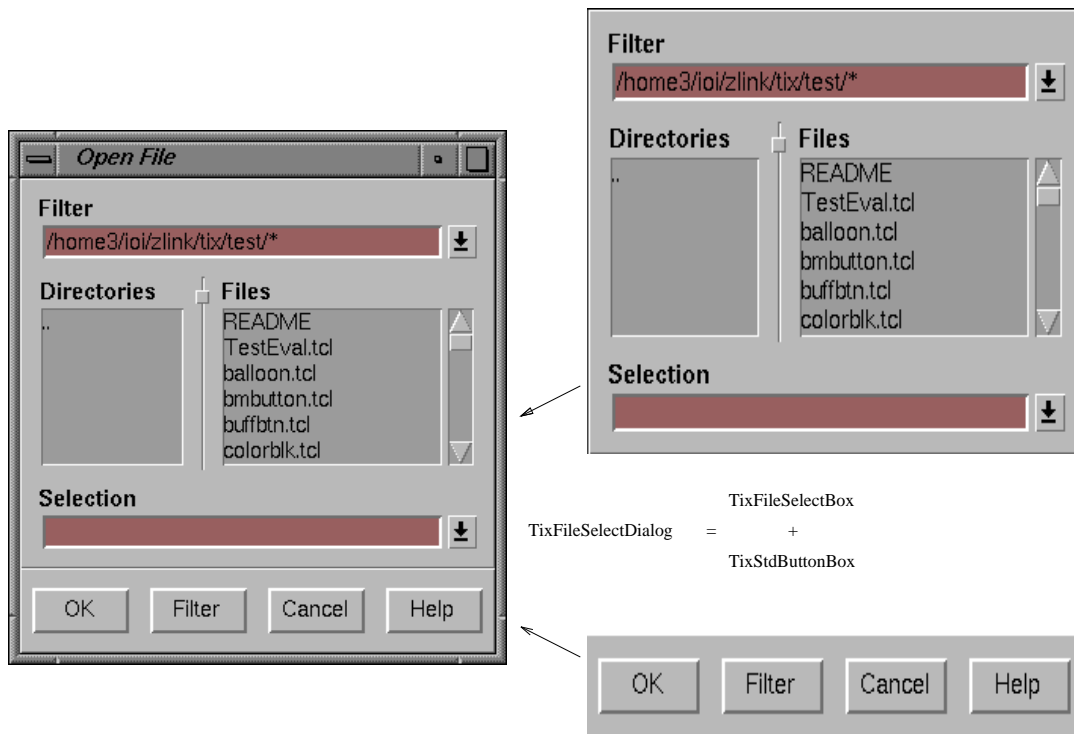 Open File
Filter
/home3/ioi/zlink/tix/test/*
Directories Files
..
README
TestEval.tcl
balloon.tcl
bmbutton.tcl
buffbtn.tcl
colorblk.tcl
Selection
OK Filter Cancel Help
Filter
/home3/ioi/zlink/tix/test/*
Directories Files
..
README
TestEval.tcl
balloon.tcl
bmbutton.tcl
buffbtn.tcl
colorblk.tcl
Selection
TixFileSelectBox
TixFileSelectDialog = +
TixStdButtonBox
OK Filter Cancel Help